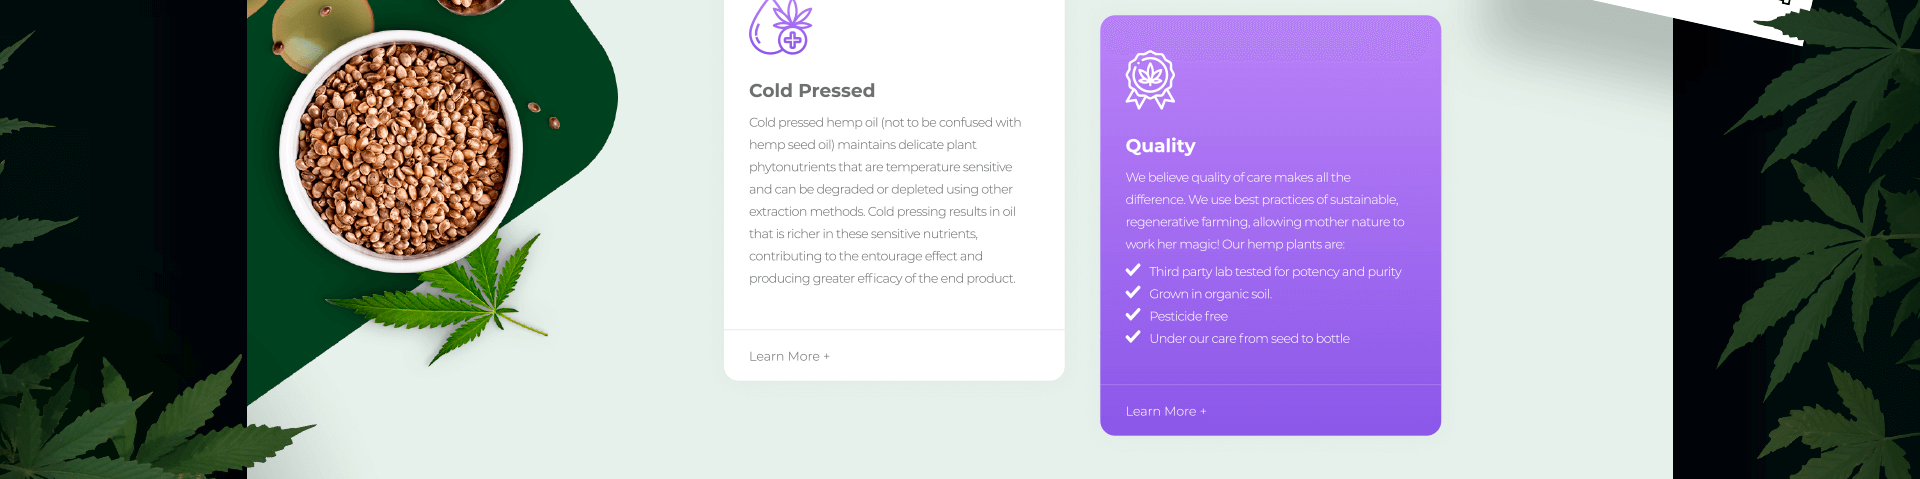 Cold Pressed
Cold pressed hemp oil (not to be confused with
hemp seed oil) maintains delicate plant
phytonutrients that are temperature sensitive
and can be degraded or depleted using other
extraction methods. Cold pressing results in oil
that is richer in these sensitive nutrients,
contributing to the entourage effect and
producing greater efficacy of the end product.
Learn More +
Quality
We believe quality of care makes all the
difference. We use best practices of sustainable,
regenerative farming, allowing mother nature to
work her magic! Our hemp plants are:
Third party lab tested for potency and purity
Grown in organic soil.
Pesticide free
Under our care from seed to bottle
Learn More +